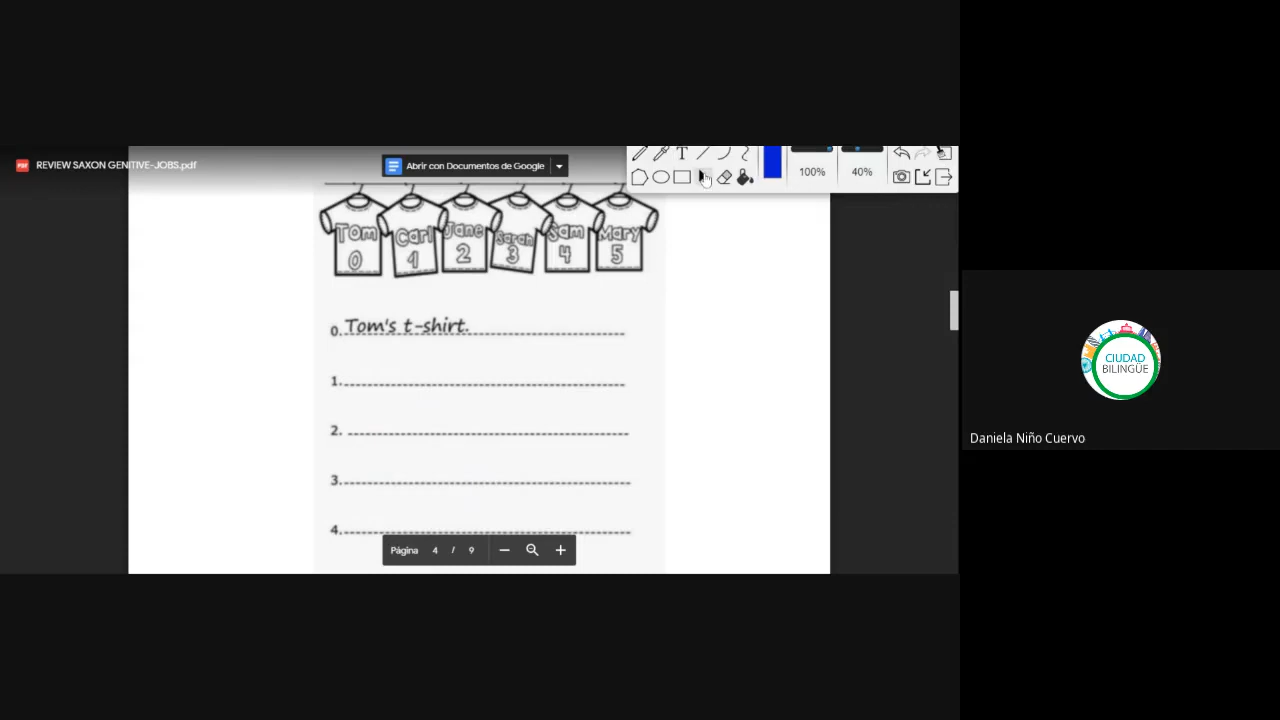 REVIEW SAXON GENITIVE-JOBS.pdf
Abrir con Documentos de Google
100%
40%
Tom Carl Jane Sarah Sam Mary
0 1 2 3 4 5
0. Tom's t-shirt.
1.
2.
3.
4.
Página 4 / 9
CIUDAD
BILINGÜE
Daniela Niño Cuervo